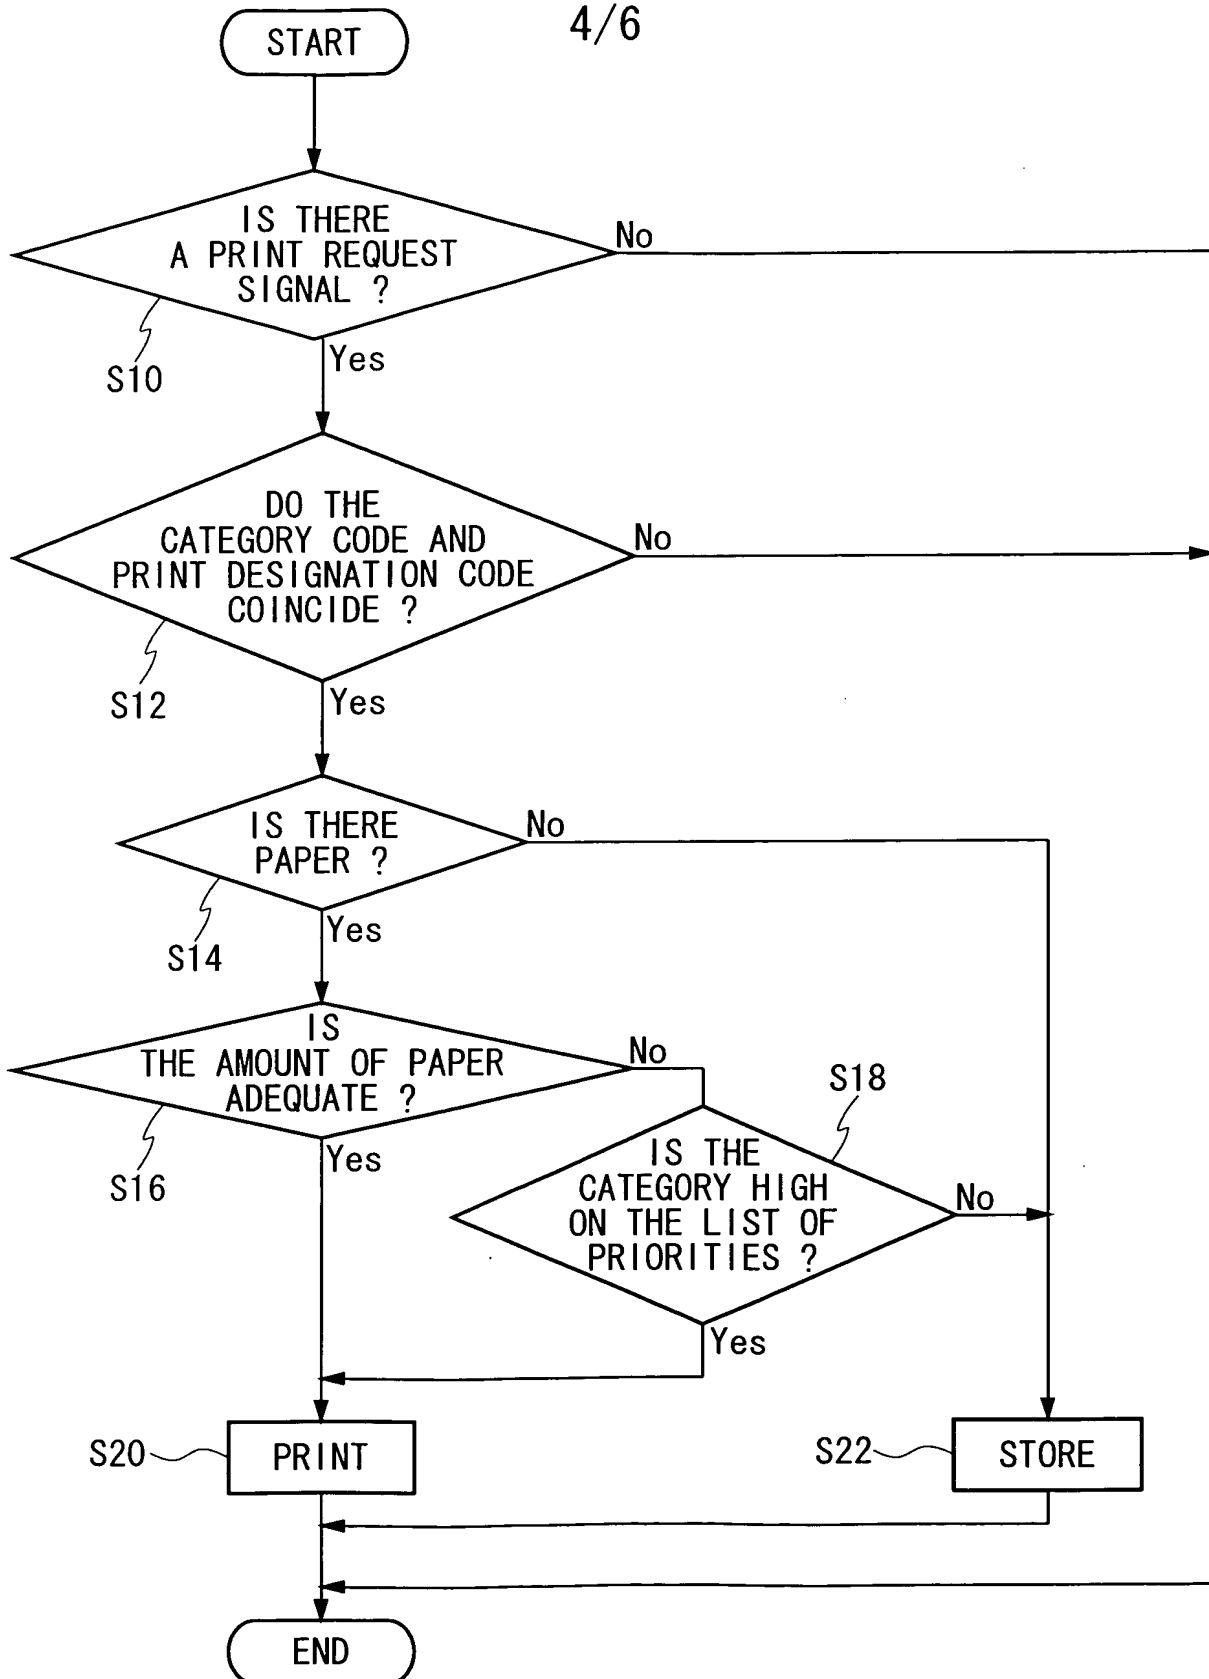 4/6
START
IS THERE
A PRINT REQUEST
SIGNAL ?
No
S10
Yes
DO THE
CATEGORY CODE AND
PRINT DESIGNATION CODE
COINCIDE ?
No
S12
Yes
IS THERE
PAPER ?
No
S14
Yes
IS
THE AMOUNT OF PAPER
ADEQUATE ?
No
S16
Yes
S18
IS THE
CATEGORY HIGH
ON THE LIST OF
PRIORITIES ?
No
Yes
S20
PRINT
S22
STORE
END